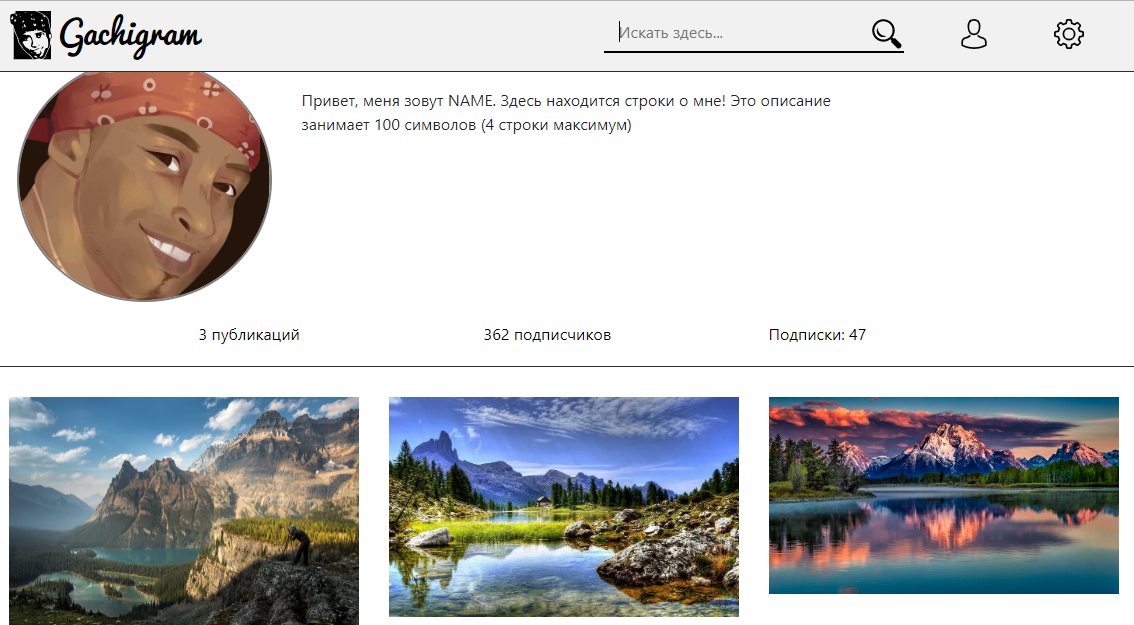 Gachigram
Искать здесь...
Привет, меня зовут NAME. Здесь находится строки о мне! Это описание
занимает 100 символов (4 строки максимум)
3 публикаций
362 подписчиков
Подписки: 47